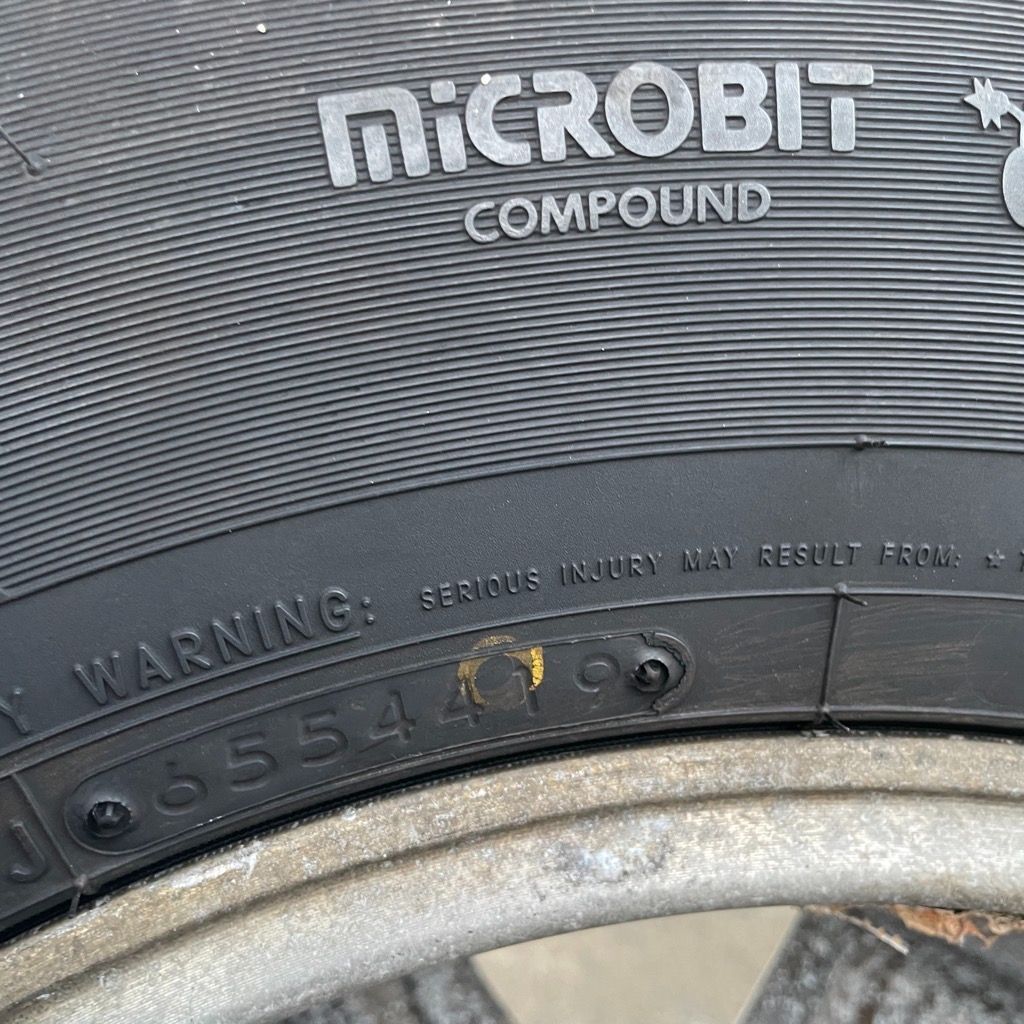 MiCROBIT
COMPOUND
Y WARNING: SERIOUS INJURY MAY RESULT FROM: ★ T
J 6554419